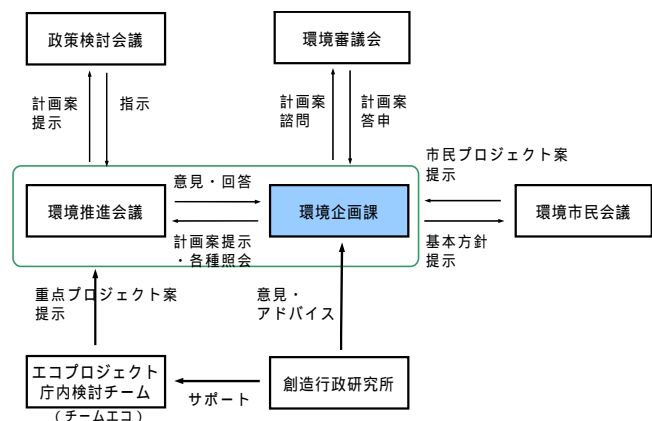 政策検討会議
環境審議会
計画案
提示
指示
計画案
諮問
計画案
答申
市民プロジェクト案
提示
意見・回答
環境推進会議
環境企画課
環境市民会議
計画案提示
・各種照会
基本方針
提示
重点プロジェクト案
提示
意見・
アドバイス
エコプロジェクト
庁内検討チーム
（チームエコ）
サポート
創造行政研究所